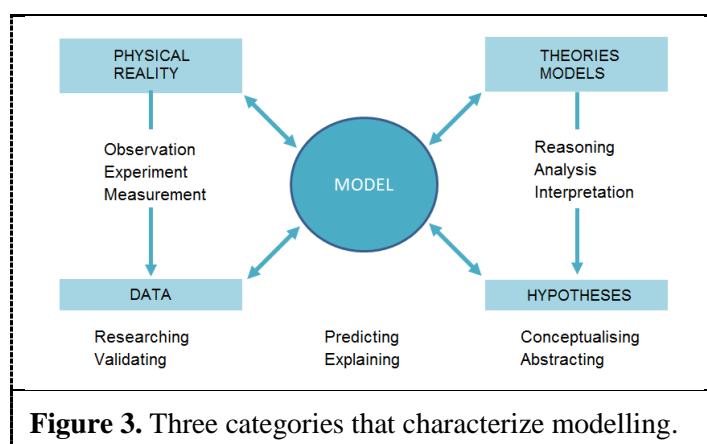 PHYSICAL
REALITY
THEORIES
MODELS
Observation
Experiment
Measurement
MODEL
Reasoning
Analysis
Interpretation
DATA
HYPOTHESES
Researching
Validating
Predicting
Explaining
Conceptualising
Abstracting
Figure 3. Three categories that characterize modelling.